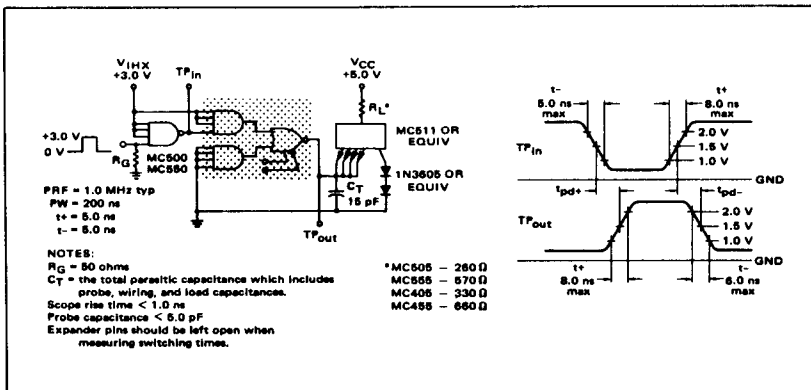 VIHX
+3.0 V
TPin
VCC
+5.0 V
RL*
MC511 OR
EQUIV
1N3605 OR
EQUIV
+3.0 V
0 V
RG
MC500
MC550
CT
15 pF
TPout
PRF = 1.0 MHz typ
PW = 200 ns
t+ = 5.0 ns
t– = 5.0 ns
NOTES:
RG = 50 ohms
CT = the total parasitic capacitance which includes
probe, wiring, and load capacitances.
Scope rise time < 1.0 ns
Probe capacitance < 5.0 pF
Expander pins should be left open when
measuring switching times.
*MC505 – 260 Ω
MC555 – 570 Ω
MC405 – 330 Ω
MC455 – 660 Ω
t–
5.0 ns
max
t+
8.0 ns
max
TPin
2.0 V
1.5 V
1.0 V
GND
tpd+
tpd–
TPout
2.0 V
1.5 V
1.0 V
GND
t+
8.0 ns
max
t–
6.0 ns
max